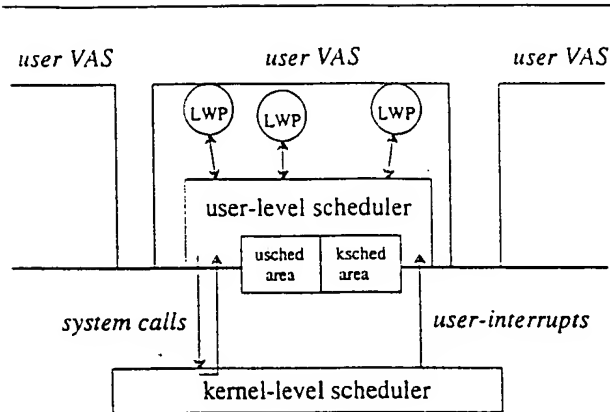 user VAS
user VAS
user VAS
LWP
LWP
LWP
user-level scheduler
usched
area
ksched
area
system calls
user-interrupts
kernel-level scheduler